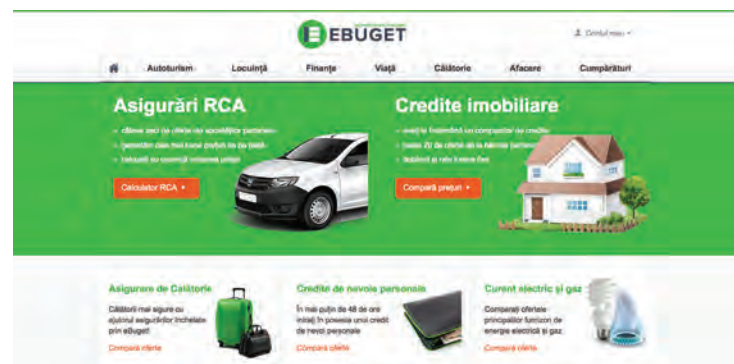 EBUGET
Contul meu
Autoturism Locuință Finanțe Viață Călătorie Afacere Cumpărături
Asigurări RCA
Calculator RCA
Credite imobiliare
Compară prețuri
Asigurare de Călătorie
Călătorii mai sigure cu
ajutorul asigurărilor încheiate
prin eBuget
Compară oferte
Credite de nevoie personale
În mai puțin de 48 de ore
intrați în posesia unui credit
de nevoi personale
Compară oferte
Curent electric și gaz
Comparați ofertele
principalilor furnizori de
energie electrică și gaz
Compară oferte